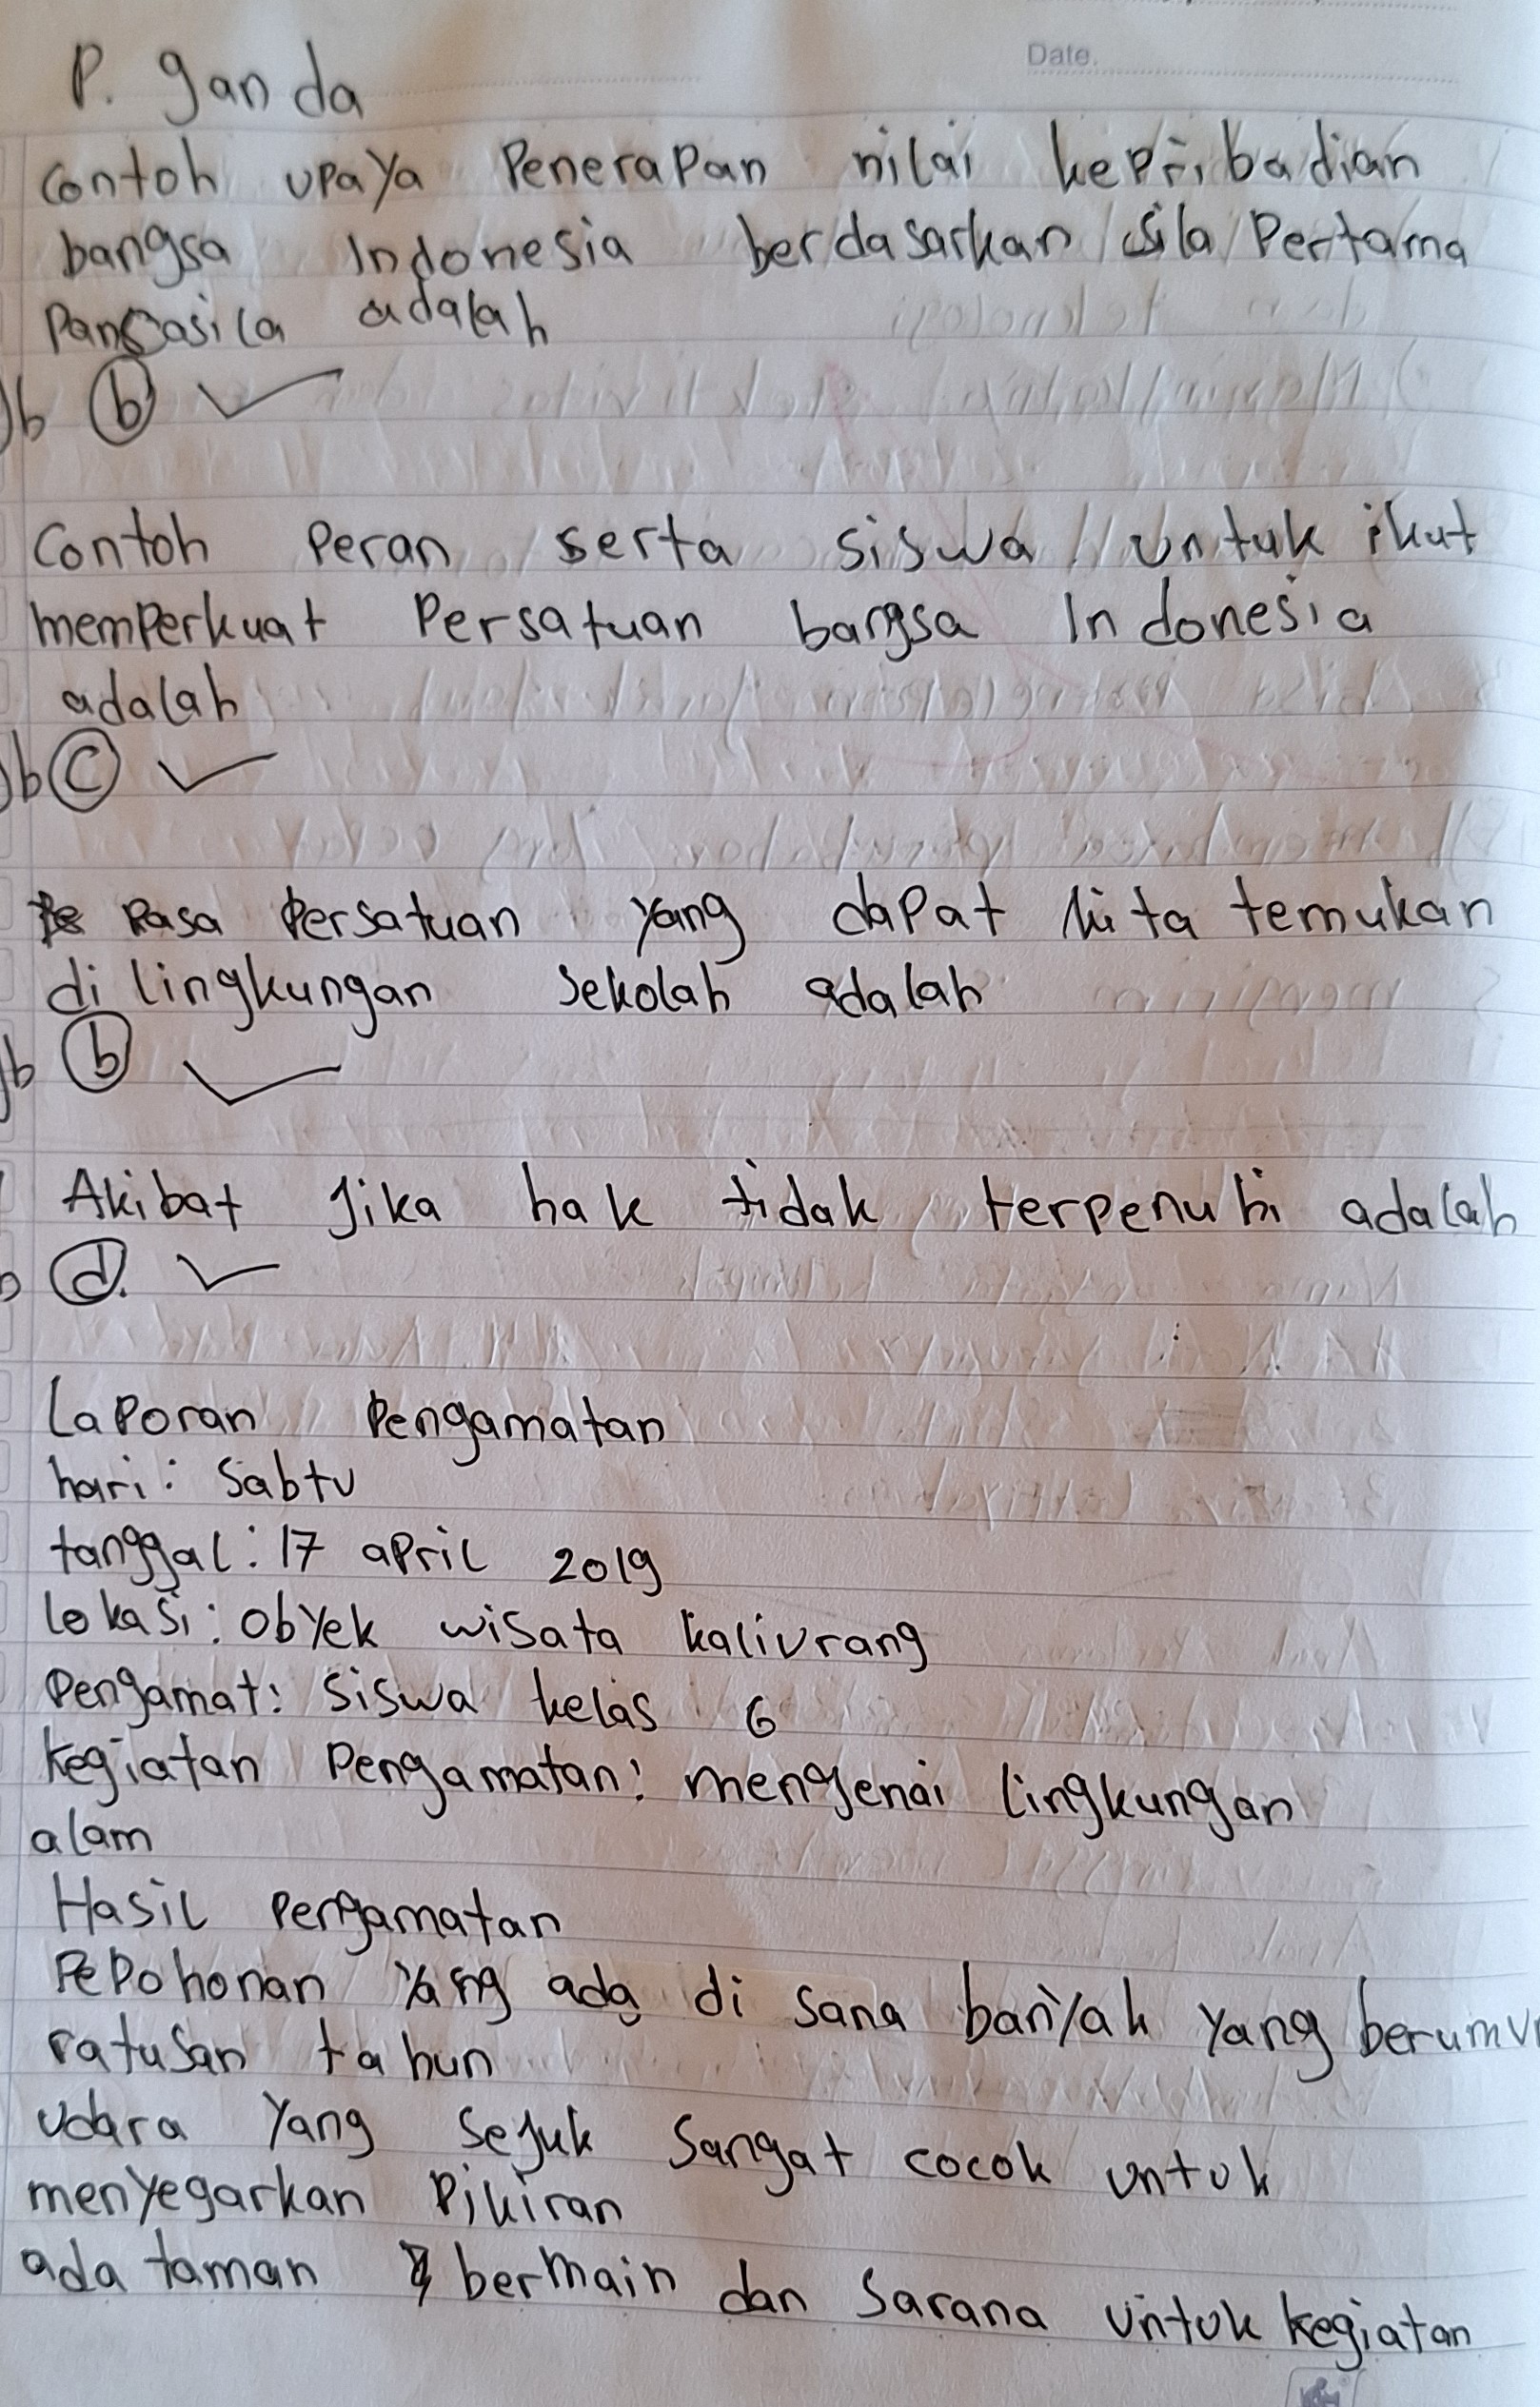 Date.
P. ganda
contoh upaya Penerapan nilai kepribadian
bangsa Indonesia berdasarkan sila Pertama
Pancasila adalah
Jb b
Contoh Peran serta siswa untuk ikut
memperkuat Persatuan bangsa Indonesia
adalah
Jb C
Rasa Persatuan yang dapat kita temukan
di lingkungan sekolah adalah
Jb b
Akibat jika hak tidak terpenuhi adalah
b d.
Laporan Pengamatan
hari: Sabtu
tanggal: 17 april 2019
lokasi: obyek wisata kaliurang
Pengamat: siswa kelas 6
kegiatan Pengamatan: mengenai lingkungan
alam
Hasil Pengamatan
Pepohonan yang ada di sana banyak yang berumu
ratusan tahun
udara yang sejuk sangat cocok untuk
menyegarkan Pikiran
ada taman bermain dan sarana untuk kegiatan